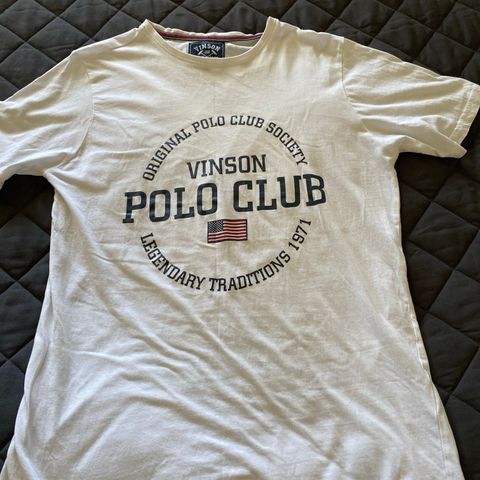 VINSON
ORIGINAL POLO CLUB SOCIETY
VINSON
POLO CLUB
LEGENDARY TRADITIONS 1971